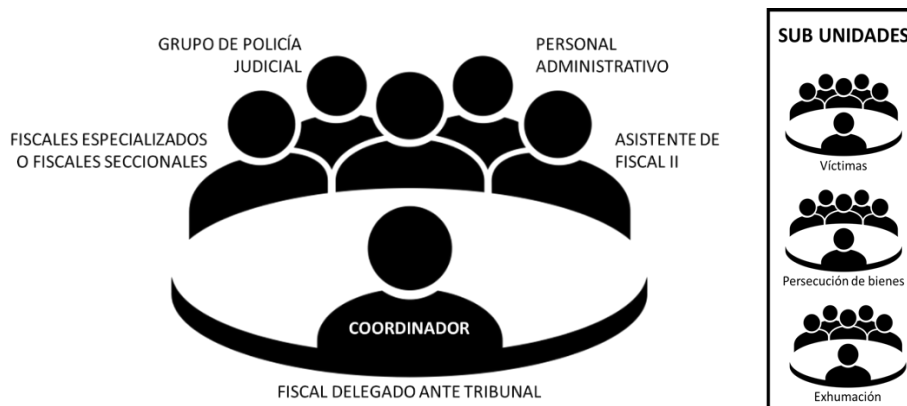 GRUPO DE POLICÍA
JUDICIAL
PERSONAL
ADMINISTRATIVO
FISCALES ESPECIALIZADOS
O FISCALES SECCIONALES
ASISTENTE DE
FISCAL II
COORDINADOR
FISCAL DELEGADO ANTE TRIBUNAL
SUB UNIDADES
Víctimas
Persecución de bienes
Exhumación